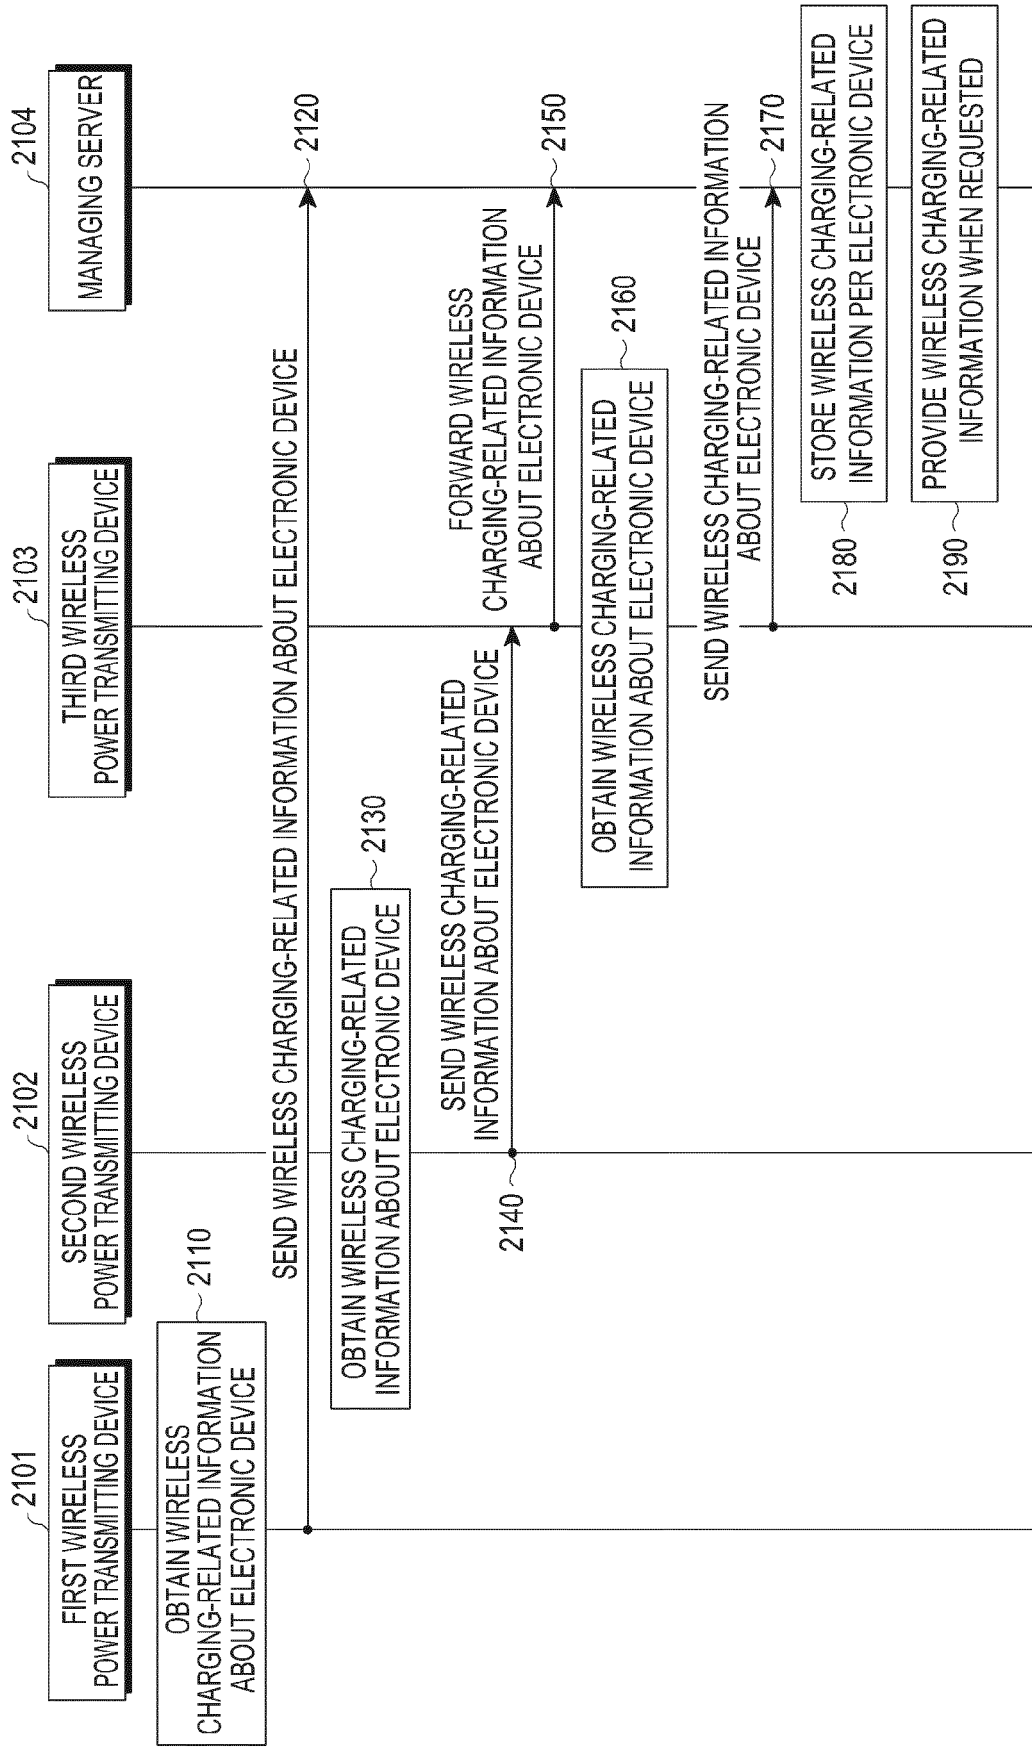 2101
FIRST WIRELESS
POWER TRANSMITTING DEVICE
2102
SECOND WIRELESS
POWER TRANSMITTING DEVICE
2103
THIRD WIRELESS
POWER TRANSMITTING DEVICE
2104
MANAGING SERVER
OBTAIN WIRELESS
CHARGING-RELATED INFORMATION
ABOUT ELECTRONIC DEVICE
2110
SEND WIRELESS CHARGING-RELATED INFORMATION ABOUT ELECTRONIC DEVICE
2120
OBTAIN WIRELESS CHARGING-RELATED
INFORMATION ABOUT ELECTRONIC DEVICE
2130
SEND WIRELESS CHARGING-RELATED
INFORMATION ABOUT ELECTRONIC DEVICE
2140
FORWARD WIRELESS
CHARGING-RELATED INFORMATION
ABOUT ELECTRONIC DEVICE
2150
OBTAIN WIRELESS CHARGING-RELATED
INFORMATION ABOUT ELECTRONIC DEVICE
2160
SEND WIRELESS CHARGING-RELATED INFORMATION
ABOUT ELECTRONIC DEVICE
2170
STORE WIRELESS CHARGING-RELATED
INFORMATION PER ELECTRONIC DEVICE
2180
PROVIDE WIRELESS CHARGING-RELATED
INFORMATION WHEN REQUESTED
2190